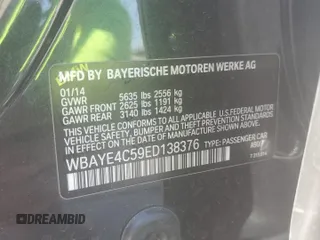 MFD BY BAYERISCHE MOTOREN WERKE AG
01/14
GVWR 5635 lbs 2556 kg
GAWR FRONT 2625 lbs 1191 kg
GAWR REAR 3140 lbs 1424 kg
THIS VEHICLE CONFORMS TO ALL APPLICABLE
U.S. FEDERAL MOTOR VEHICLE SAFETY, BUMPER,
AND THEFT PREVENTION STANDARDS IN EFFECT
ON THE DATE OF MANUFACTURE SHOWN ABOVE.
WBAYE4C59ED138376 TYPE: PASSENGER CAR
DREAMBID